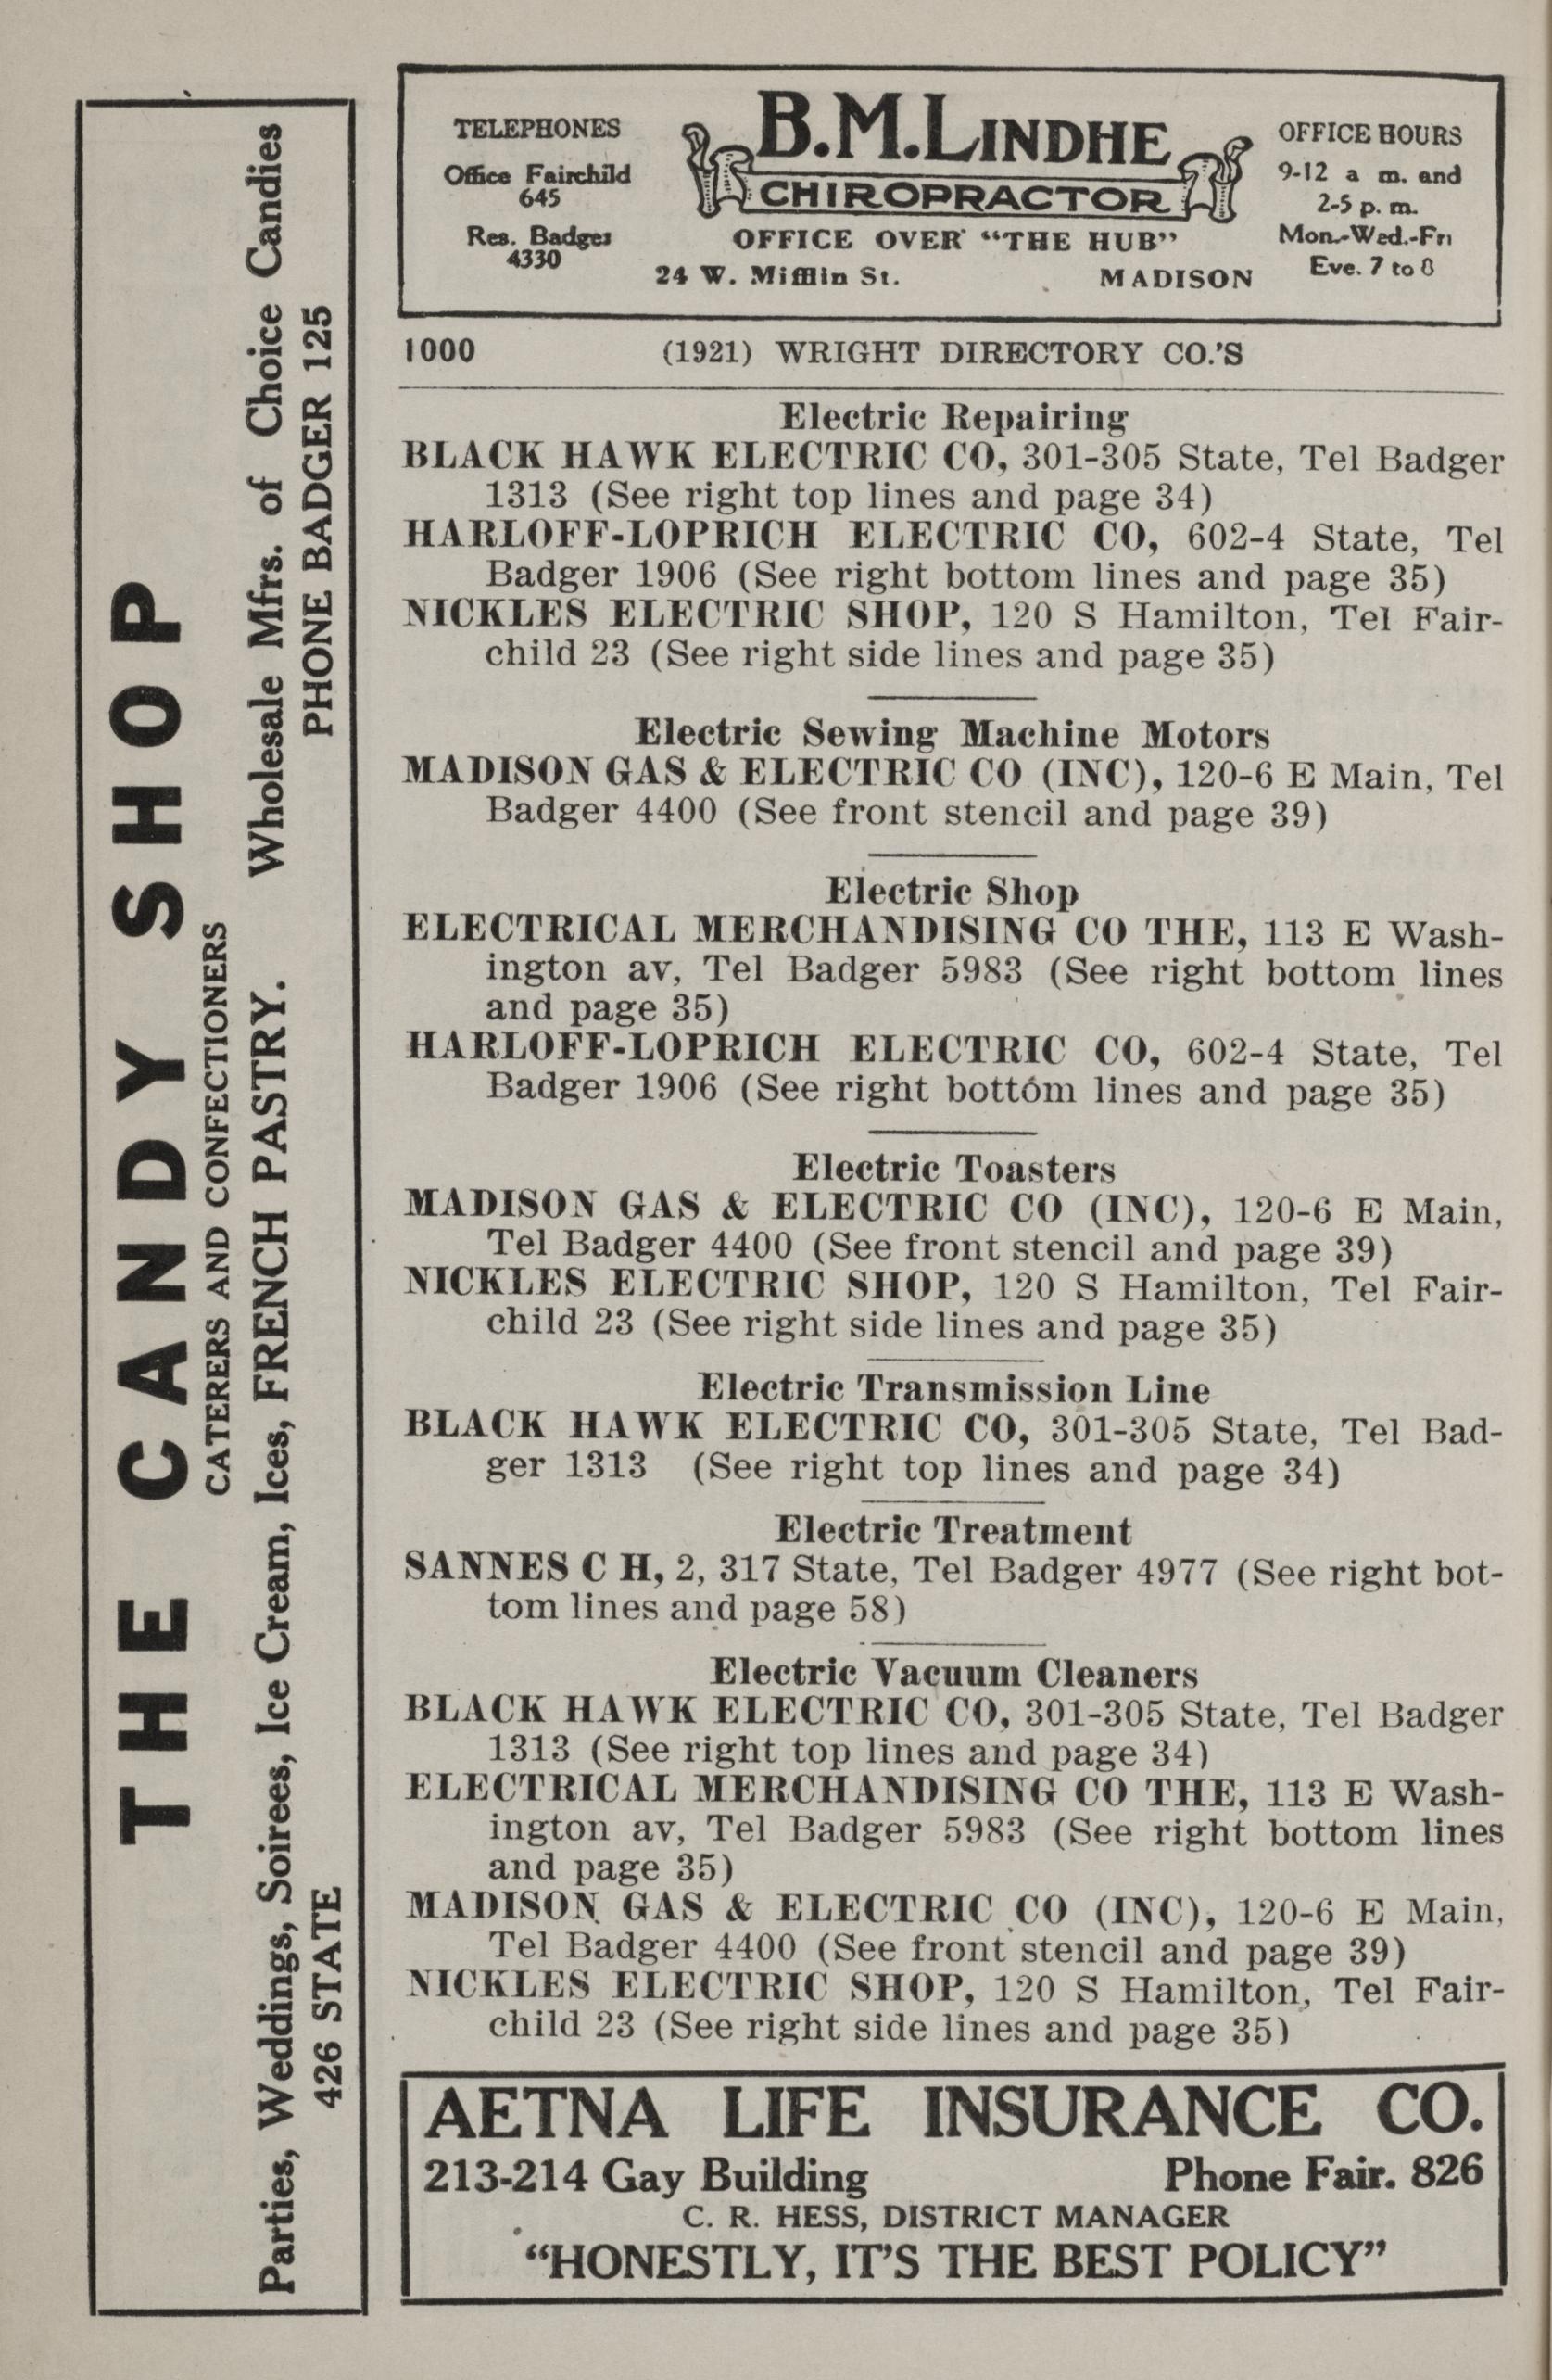 TELEPHONES
Office Fairchild
645
Res. Badger
4330
B.M.LINDHE
CHIROPRACTOR
OFFICE OVER "THE HUB"
24 W. Mifflin St. MADISON
OFFICE HOURS
9-12 a m. and
2-5 p. m.
Mon.-Wed.-Fri
Eve. 7 to 8
THE CANDY SHOP
CATERERS AND CONFECTIONERS
Parties, Weddings, Soirees, Ice Cream, Ices, FRENCH PASTRY. Wholesale Mfrs. of Choice Candies
426 STATE PHONE BADGER 125
1000 (1921) WRIGHT DIRECTORY CO.'S
Electric Repairing
BLACK HAWK ELECTRIC CO, 301-305 State, Tel Badger
1313 (See right top lines and page 34)
HARLOFF-LOPRICH ELECTRIC CO, 602-4 State, Tel
Badger 1906 (See right bottom lines and page 35)
NICKLES ELECTRIC SHOP, 120 S Hamilton, Tel Fair-
child 23 (See right side lines and page 35)
Electric Sewing Machine Motors
MADISON GAS & ELECTRIC CO (INC), 120-6 E Main, Tel
Badger 4400 (See front stencil and page 39)
Electric Shop
ELECTRICAL MERCHANDISING CO THE, 113 E Wash-
ington av, Tel Badger 5983 (See right bottom lines
and page 35)
HARLOFF-LOPRICH ELECTRIC CO, 602-4 State, Tel
Badger 1906 (See right bottom lines and page 35)
Electric Toasters
MADISON GAS & ELECTRIC CO (INC), 120-6 E Main,
Tel Badger 4400 (See front stencil and page 39)
NICKLES ELECTRIC SHOP, 120 S Hamilton, Tel Fair-
child 23 (See right side lines and page 35)
Electric Transmission Line
BLACK HAWK ELECTRIC CO, 301-305 State, Tel Bad-
ger 1313 (See right top lines and page 34)
Electric Treatment
SANNES C H, 2, 317 State, Tel Badger 4977 (See right bot-
tom lines and page 58)
Electric Vacuum Cleaners
BLACK HAWK ELECTRIC CO, 301-305 State, Tel Badger
1313 (See right top lines and page 34)
ELECTRICAL MERCHANDISING CO THE, 113 E Wash-
ington av, Tel Badger 5983 (See right bottom lines
and page 35)
MADISON GAS & ELECTRIC CO (INC), 120-6 E Main,
Tel Badger 4400 (See front stencil and page 39)
NICKLES ELECTRIC SHOP, 120 S Hamilton, Tel Fair-
child 23 (See right side lines and page 35)
AETNA LIFE INSURANCE CO.
213-214 Gay Building Phone Fair. 826
C. R. HESS, DISTRICT MANAGER
"HONESTLY, IT'S THE BEST POLICY"